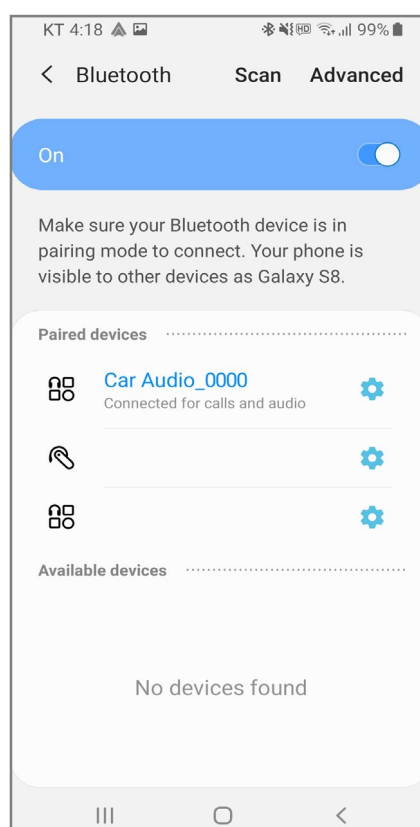 KT 4:18 99%
Bluetooth Scan Advanced
On
Make sure your Bluetooth device is in
pairing mode to connect. Your phone is
visible to other devices as Galaxy S8.
Paired devices
Car Audio_0000
Connected for calls and audio
Available devices
No devices found